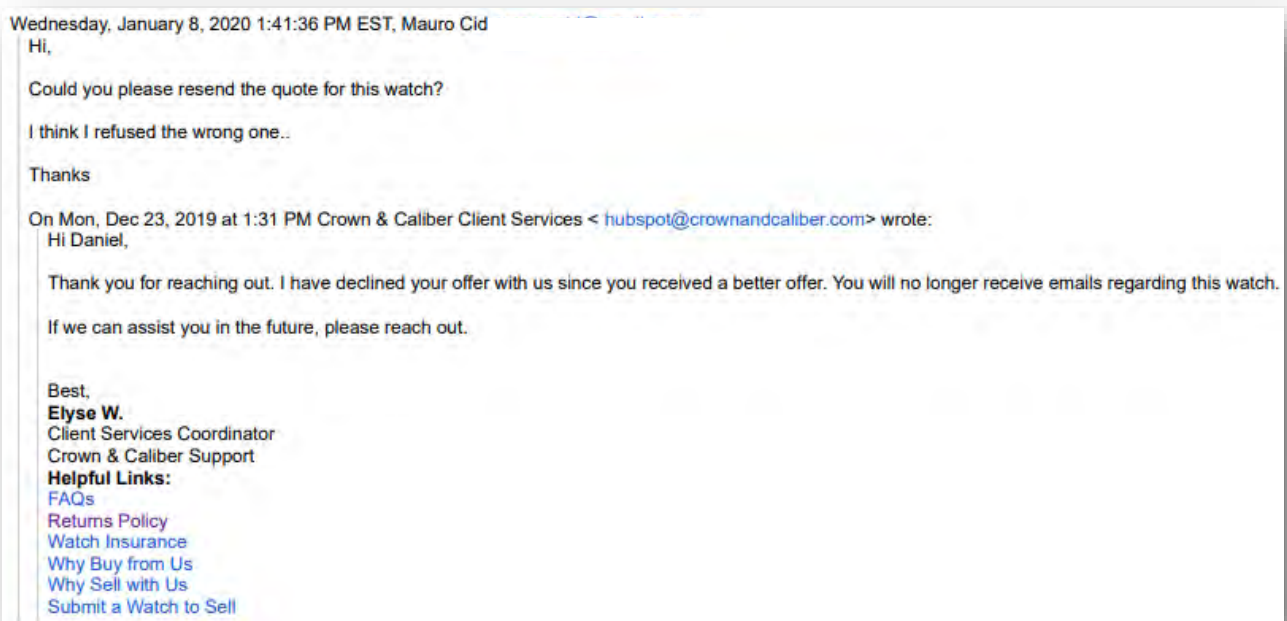 Wednesday, January 8, 2020 1:41:36 PM EST, Mauro Cid
Hi,
Could you please resend the quote for this watch?
I think I refused the wrong one..
Thanks
On Mon, Dec 23, 2019 at 1:31 PM Crown & Caliber Client Services < hubspot@crownandcaliber.com> wrote:
Hi Daniel,
Thank you for reaching out. I have declined your offer with us since you received a better offer. You will no longer receive emails regarding this watch.
If we can assist you in the future, please reach out.
Best,
Elyse W.
Client Services Coordinator
Crown & Caliber Support
Helpful Links:
FAQs
Returns Policy
Watch Insurance
Why Buy from Us
Why Sell with Us
Submit a Watch to Sell